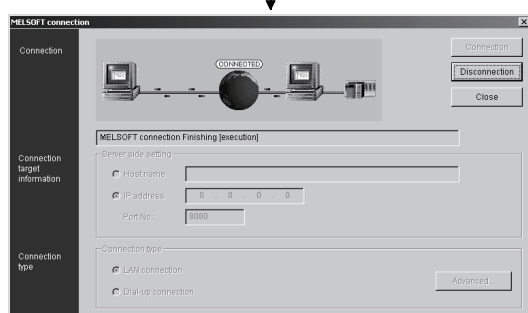 MELSOFT connection
Connection
CONNECTED
Connection
Disconnection
Close
MELSOFT connection Finishing [execution]
Connection
target
information
Server side setting
Host name
IP address
0 . 0 . 0 . 0
Port No.:
8080
Connection
type
Connection type
LAN connection
Dial-up connection
Advanced...